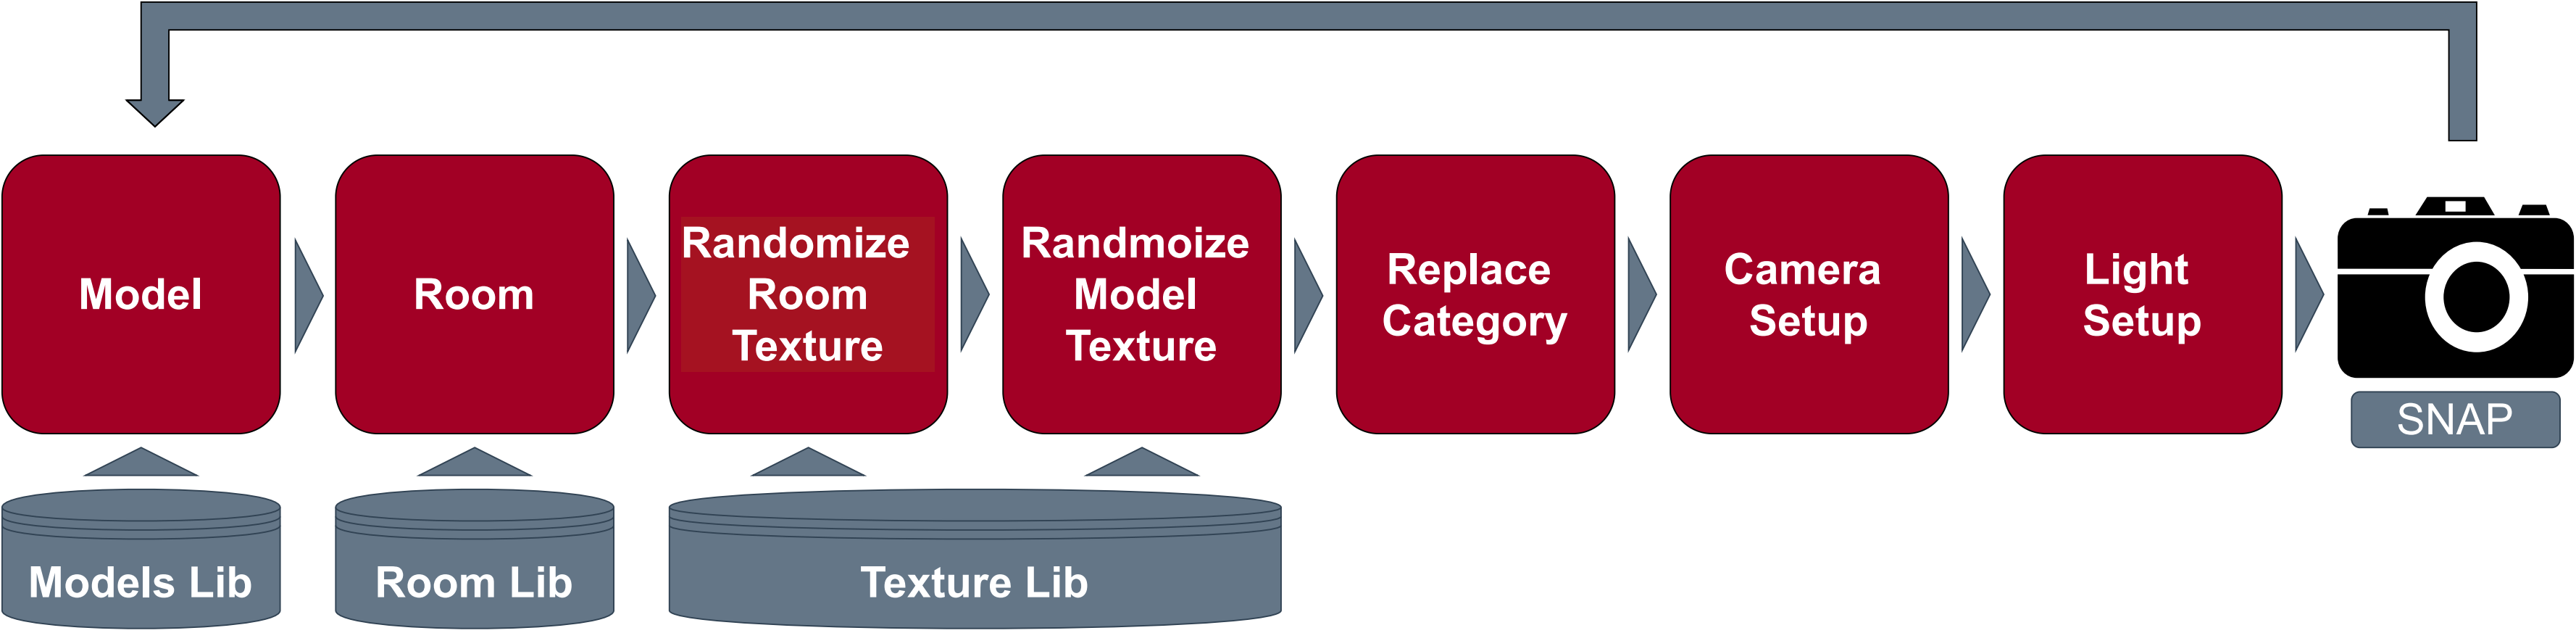 Model
Room
Randomize
Room
Texture
Randmoize
Model
Texture
Replace
Category
Camera
Setup
Light
Setup
SNAP
Models Lib
Room Lib
Texture Lib